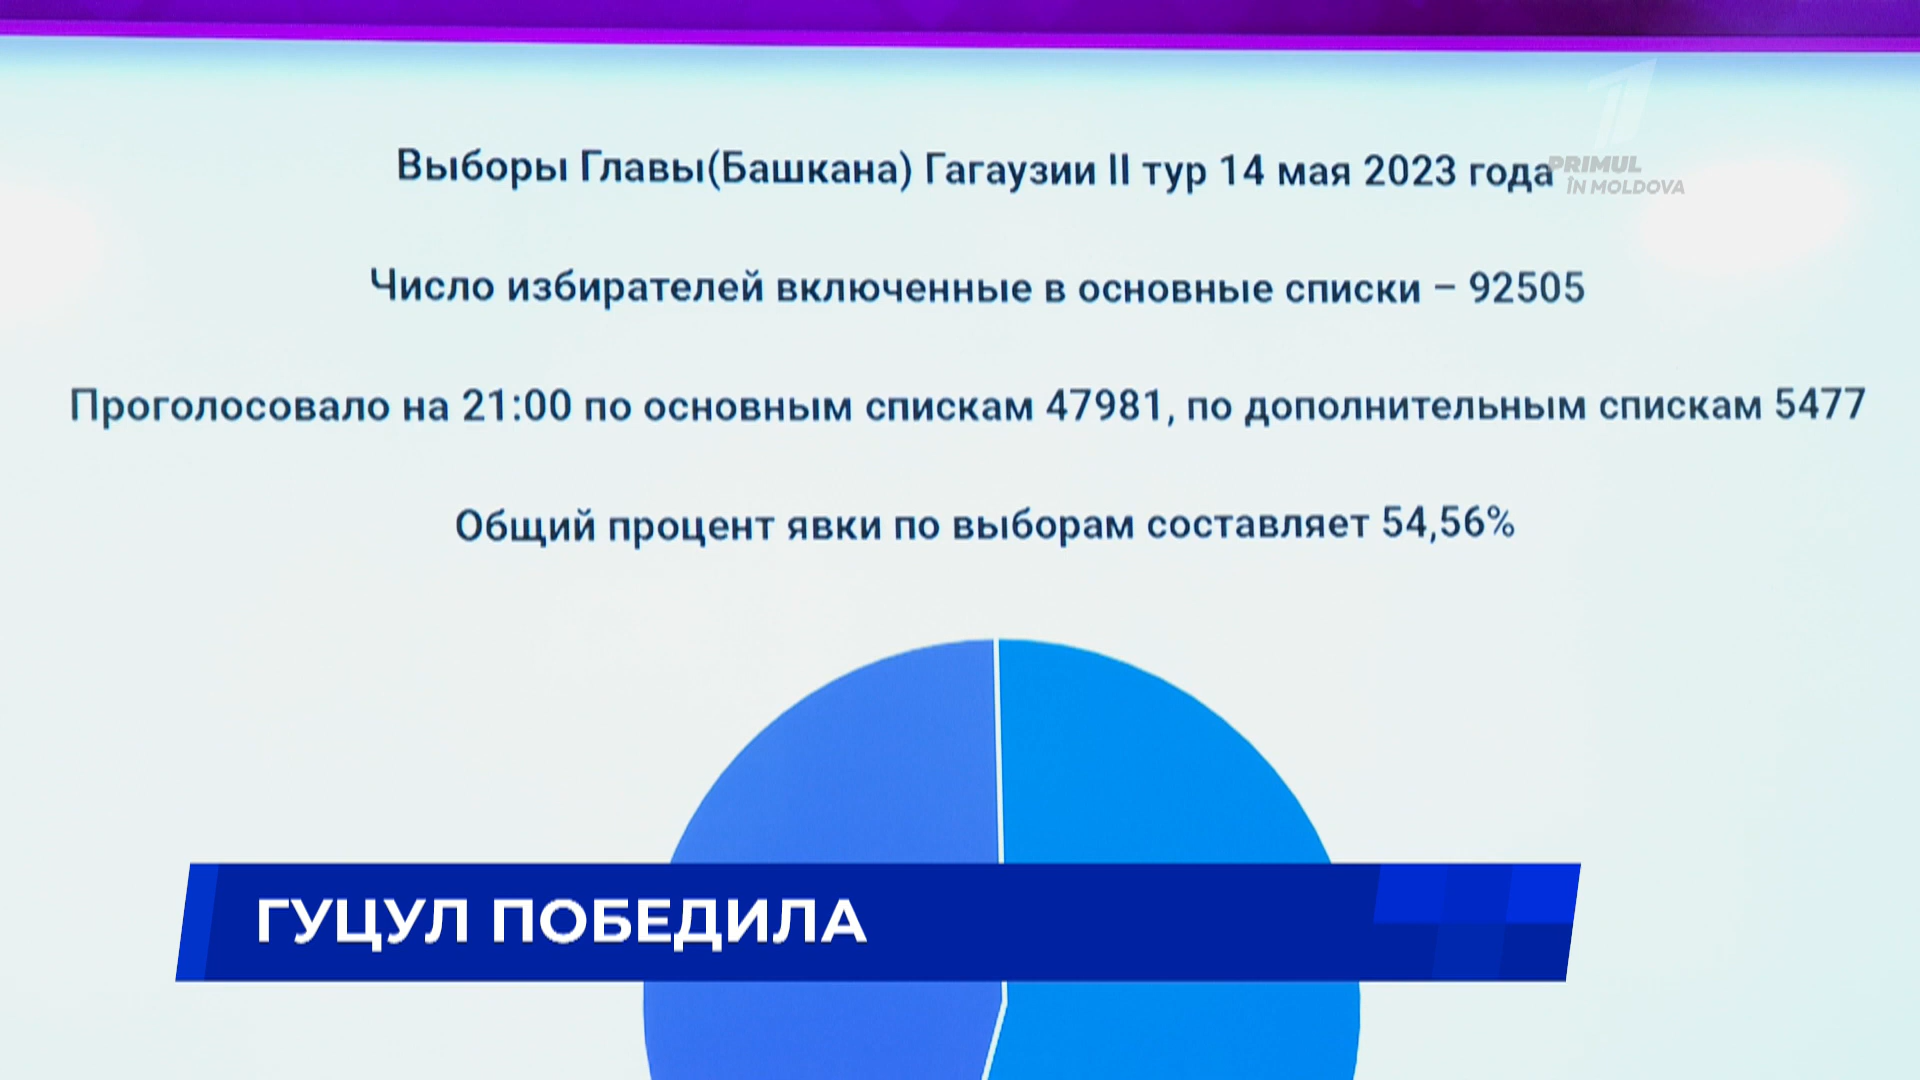 Выборы Главы(Башкана) Гагаузии II тур 14 мая 2023 года
PRIMUL
ÎN MOLDOVA
Число избирателей включенные в основные списки – 92505
Проголосовало на 21:00 по основным спискам 47981, по дополнительным спискам 5477
Общий процент явки по выборам составляет 54,56%
ГУЦУЛ ПОБЕДИЛА